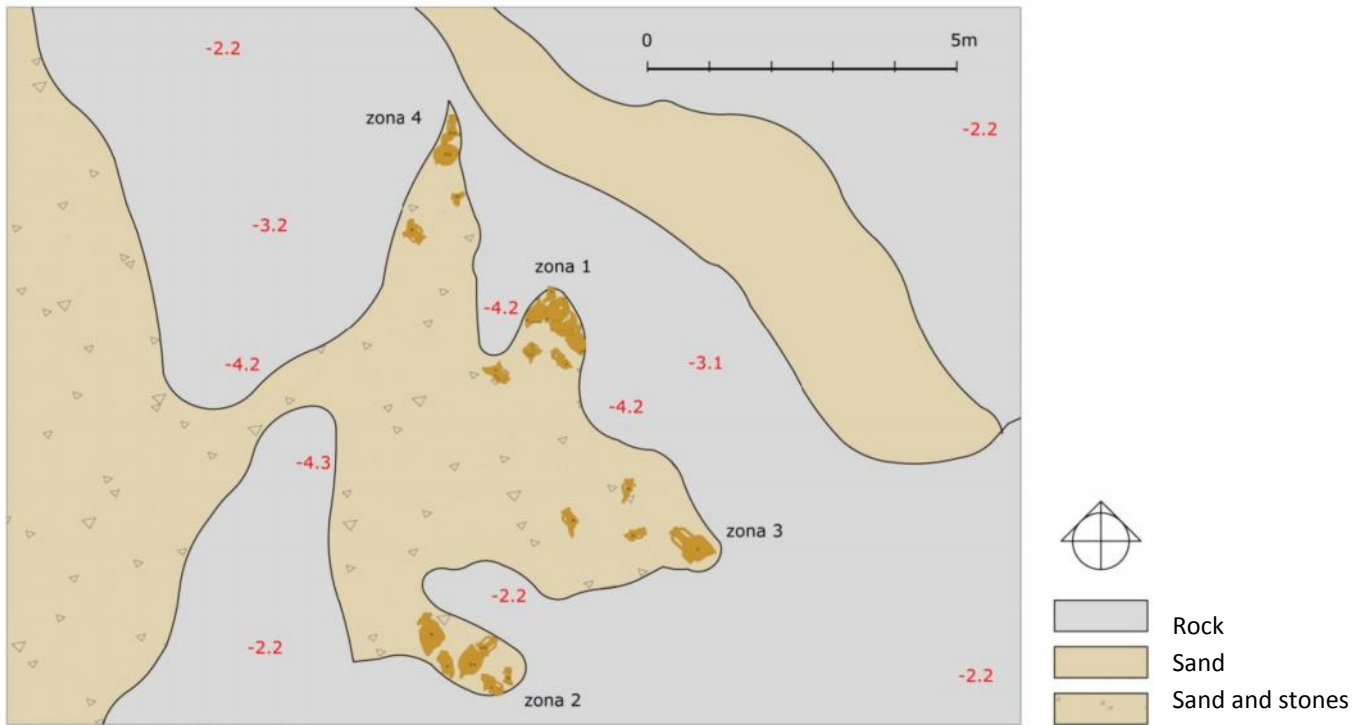 -2.2
0 5m
zona 4
-2.2
-3.2
zona 1
-4.2
-4.2
-3.1
-4.2
-4.3
zona 3
-2.2
-2.2
-2.2
zona 2
Rock
Sand
Sand and stones